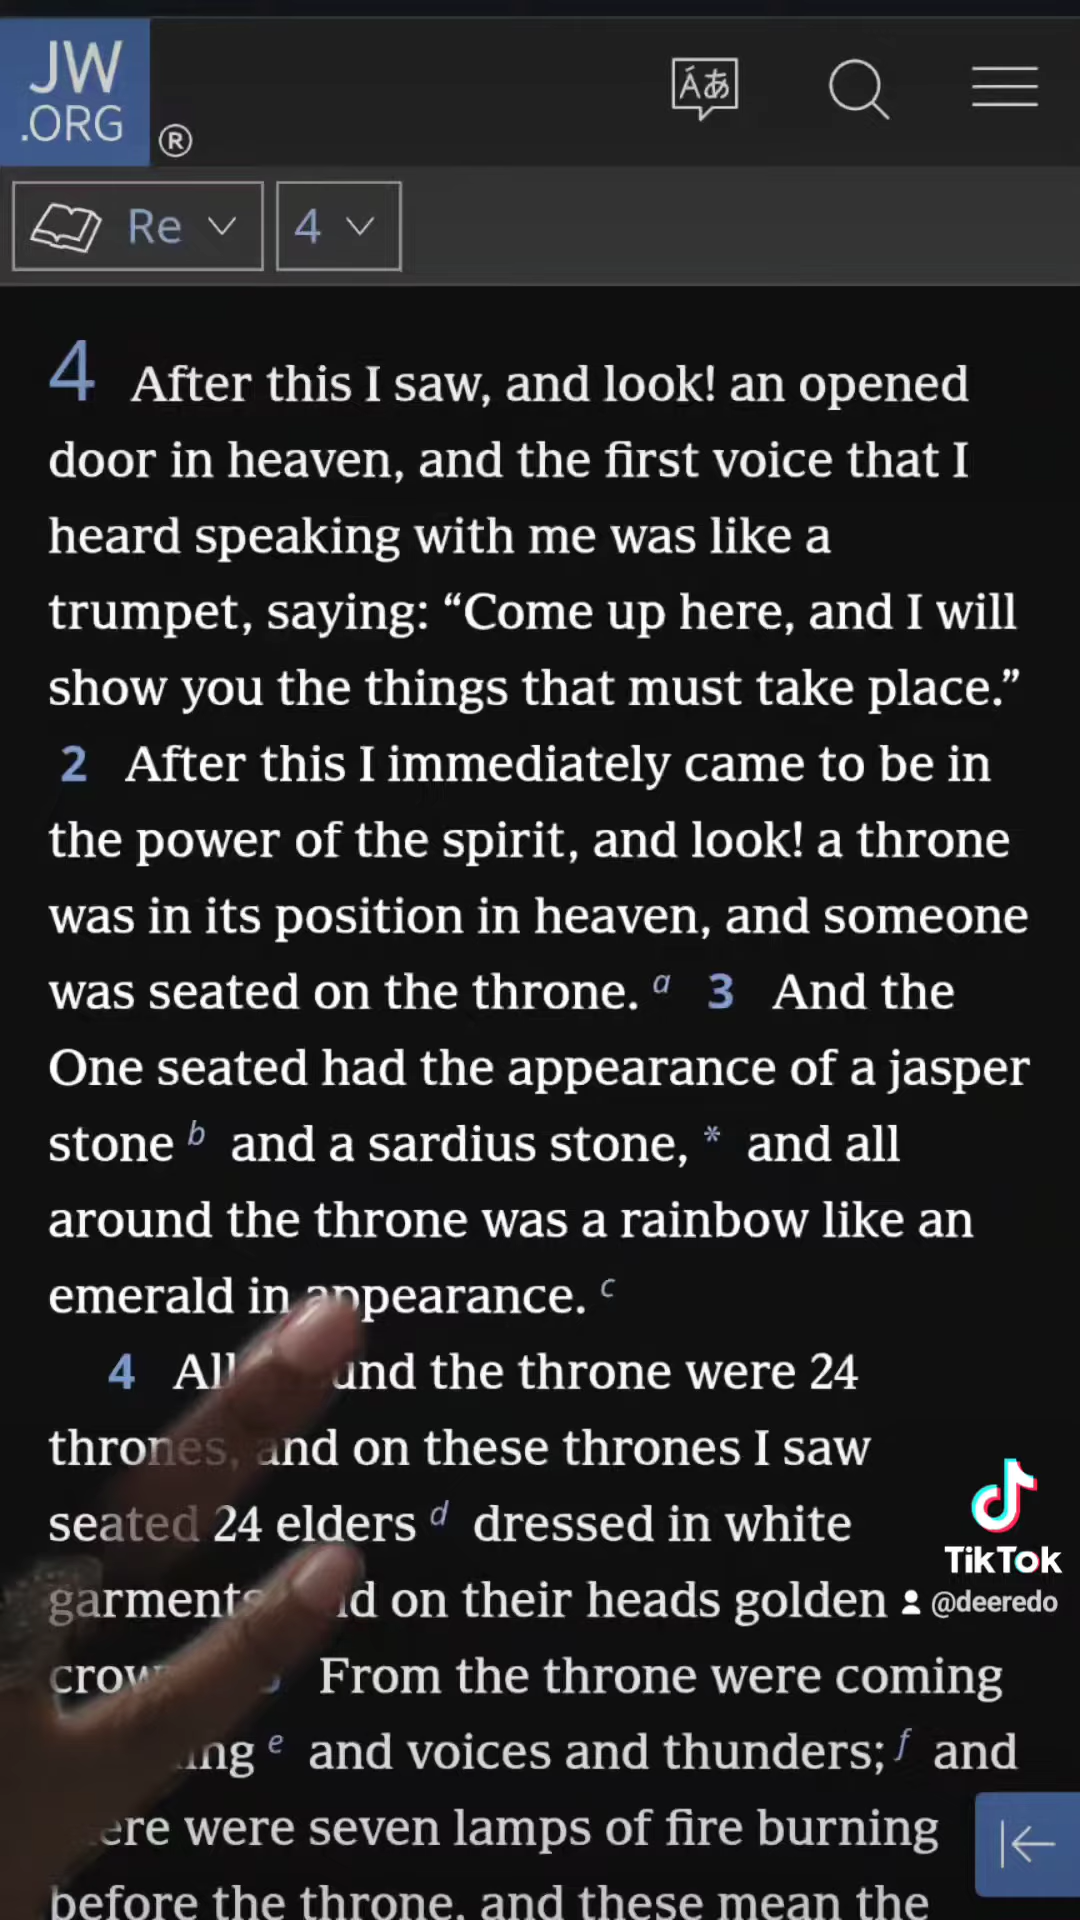 JW
.ORG
®
Áあ
Re
4
4 After this I saw, and look! an opened
door in heaven, and the first voice that I
heard speaking with me was like a
trumpet, saying: “Come up here, and I will
show you the things that must take place.”
2 After this I immediately came to be in
the power of the spirit, and look! a throne
was in its position in heaven, and someone
was seated on the throne. a 3 And the
One seated had the appearance of a jasper
stone b and a sardius stone, * and all
around the throne was a rainbow like an
emerald in appearance. c
4 All the throne were 24
thrones, and on these thrones I saw
seated 24 elders d dressed in white
on their heads golden
From the throne were coming
e and voices and thunders; f and
were seven lamps of fire burning
before the throne, and these mean the
TikTok
@deeredo